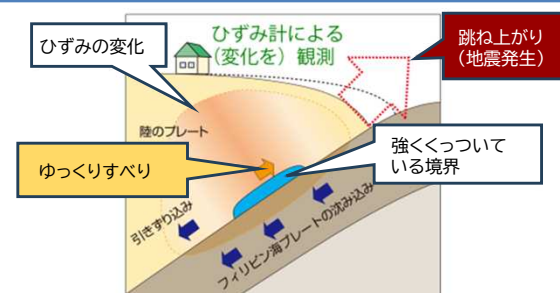 ひずみの変化
ひずみ計による
(変化を)観測
跳ね上がり
(地震発生)
陸のプレート
強くくっついて
いる境界
ゆっくりすべり
引きずり込み
フィリピン海プレートの沈み込み